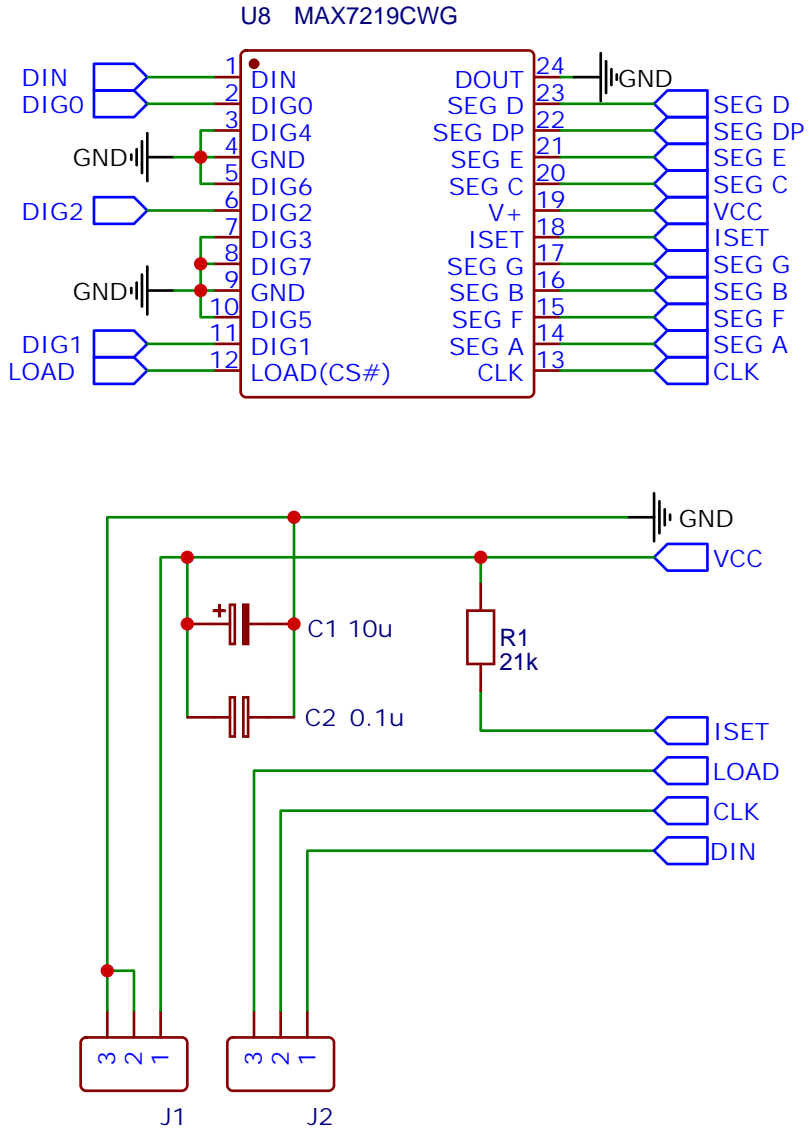 U8 MAX7219CWG
DIN 1 DIN DOUT 24 GND
DIG0 2 DIG0 SEG D 23 SEG D
3 DIG4 SEG DP 22 SEG DP
GND 4 GND SEG E 21 SEG E
5 DIG6 SEG C 20 SEG C
DIG2 6 DIG2 V+ 19 VCC
7 DIG3 ISET 18 ISET
8 DIG7 SEG G 17 SEG G
GND 9 GND SEG B 16 SEG B
10 DIG5 SEG F 15 SEG F
DIG1 11 DIG1 SEG A 14 SEG A
LOAD 12 LOAD(CS#) CLK 13 CLK
GND
VCC
+
C1 10u
R1
21k
C2 0.1u
ISET
LOAD
CLK
DIN
3 2 1
3 2 1
J1
J2